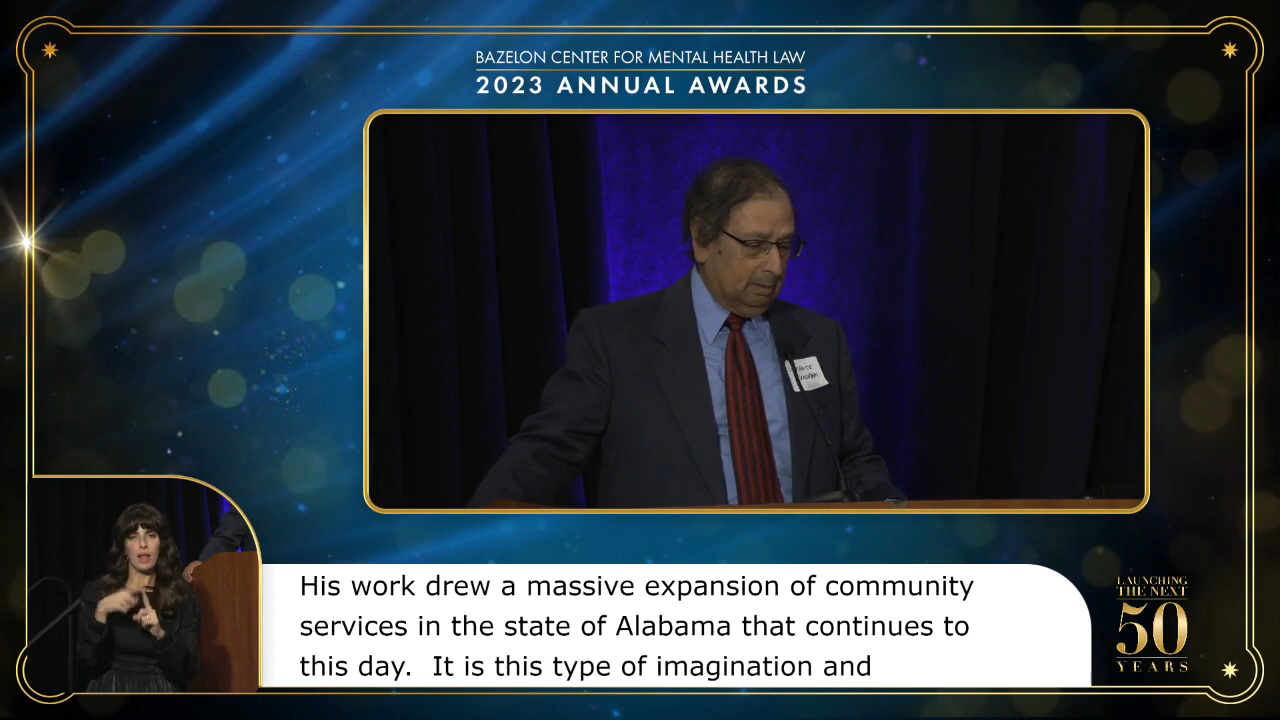 BAZELON CENTER FOR MENTAL HEALTH LAW
2023 ANNUAL AWARDS
His work drew a massive expansion of community
services in the state of Alabama that continues to
this day. It is this type of imagination and
LAUNCHING
THE NEXT
50
YEARS